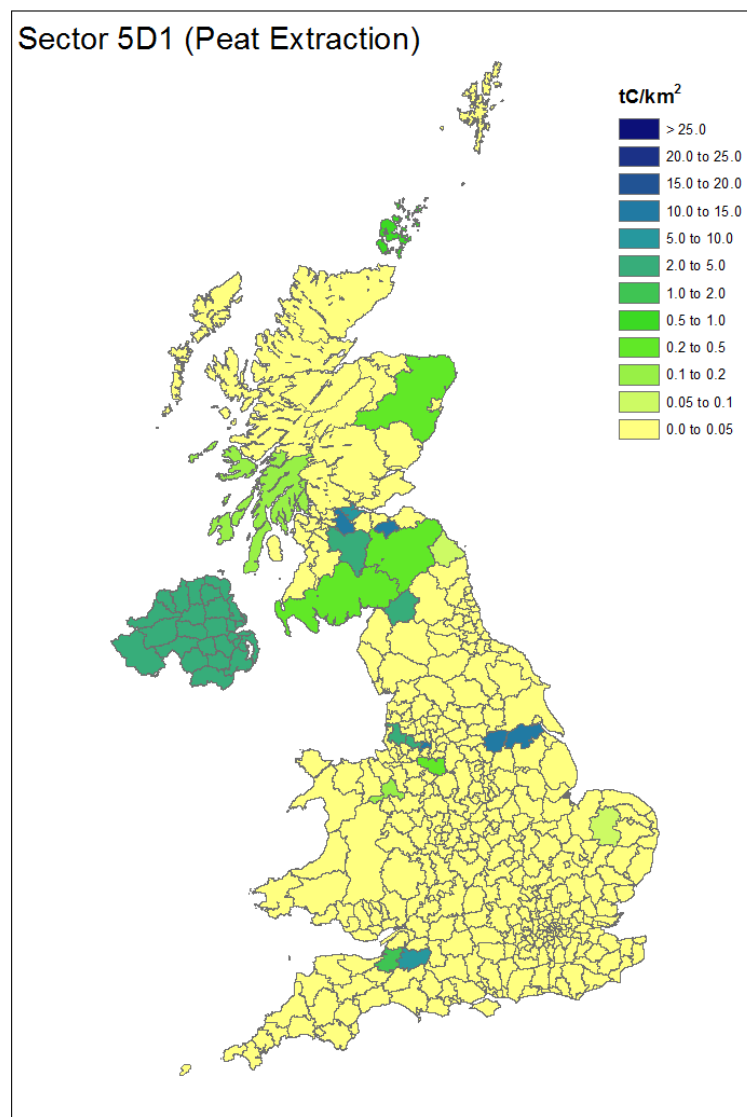 Sector 5D1 (Peat Extraction)
tC/km²
> 25.0
20.0 to 25.0
15.0 to 20.0
10.0 to 15.0
5.0 to 10.0
2.0 to 5.0
1.0 to 2.0
0.5 to 1.0
0.2 to 0.5
0.1 to 0.2
0.05 to 0.1
0.0 to 0.05